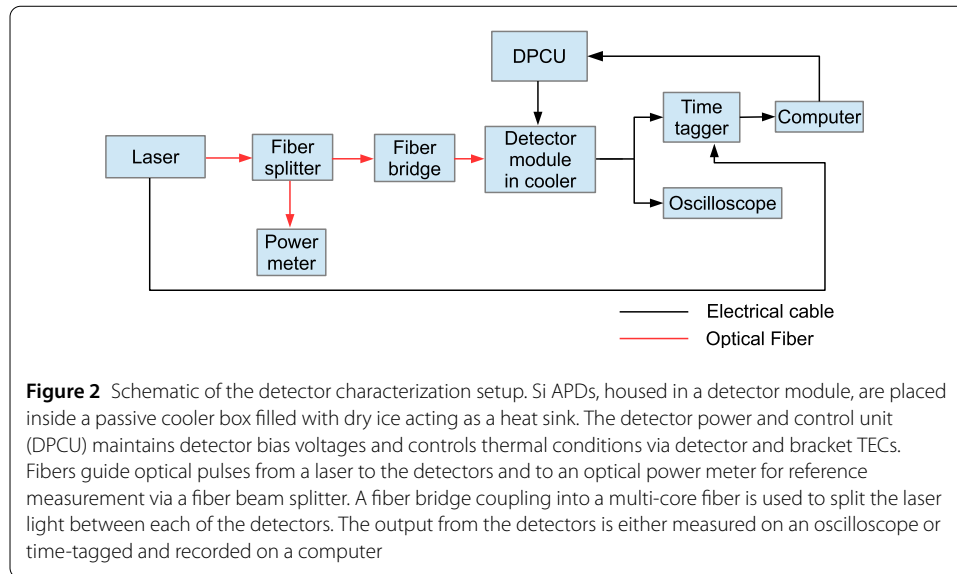 DPCU
Time
tagger
Computer
Laser
Fiber
splitter
Fiber
bridge
Detector
module
in cooler
Oscilloscope
Power
meter
Electrical cable
Optical Fiber
Figure 2 Schematic of the detector characterization setup. Si APDs, housed in a detector module, are placed
inside a passive cooler box filled with dry ice acting as a heat sink. The detector power and control unit
(DPCU) maintains detector bias voltages and controls thermal conditions via detector and bracket TECs.
Fibers guide optical pulses from a laser to the detectors and to an optical power meter for reference
measurement via a fiber beam splitter. A fiber bridge coupling into a multi-core fiber is used to split the laser
light between each of the detectors. The output from the detectors is either measured on an oscilloscope or
time-tagged and recorded on a computer